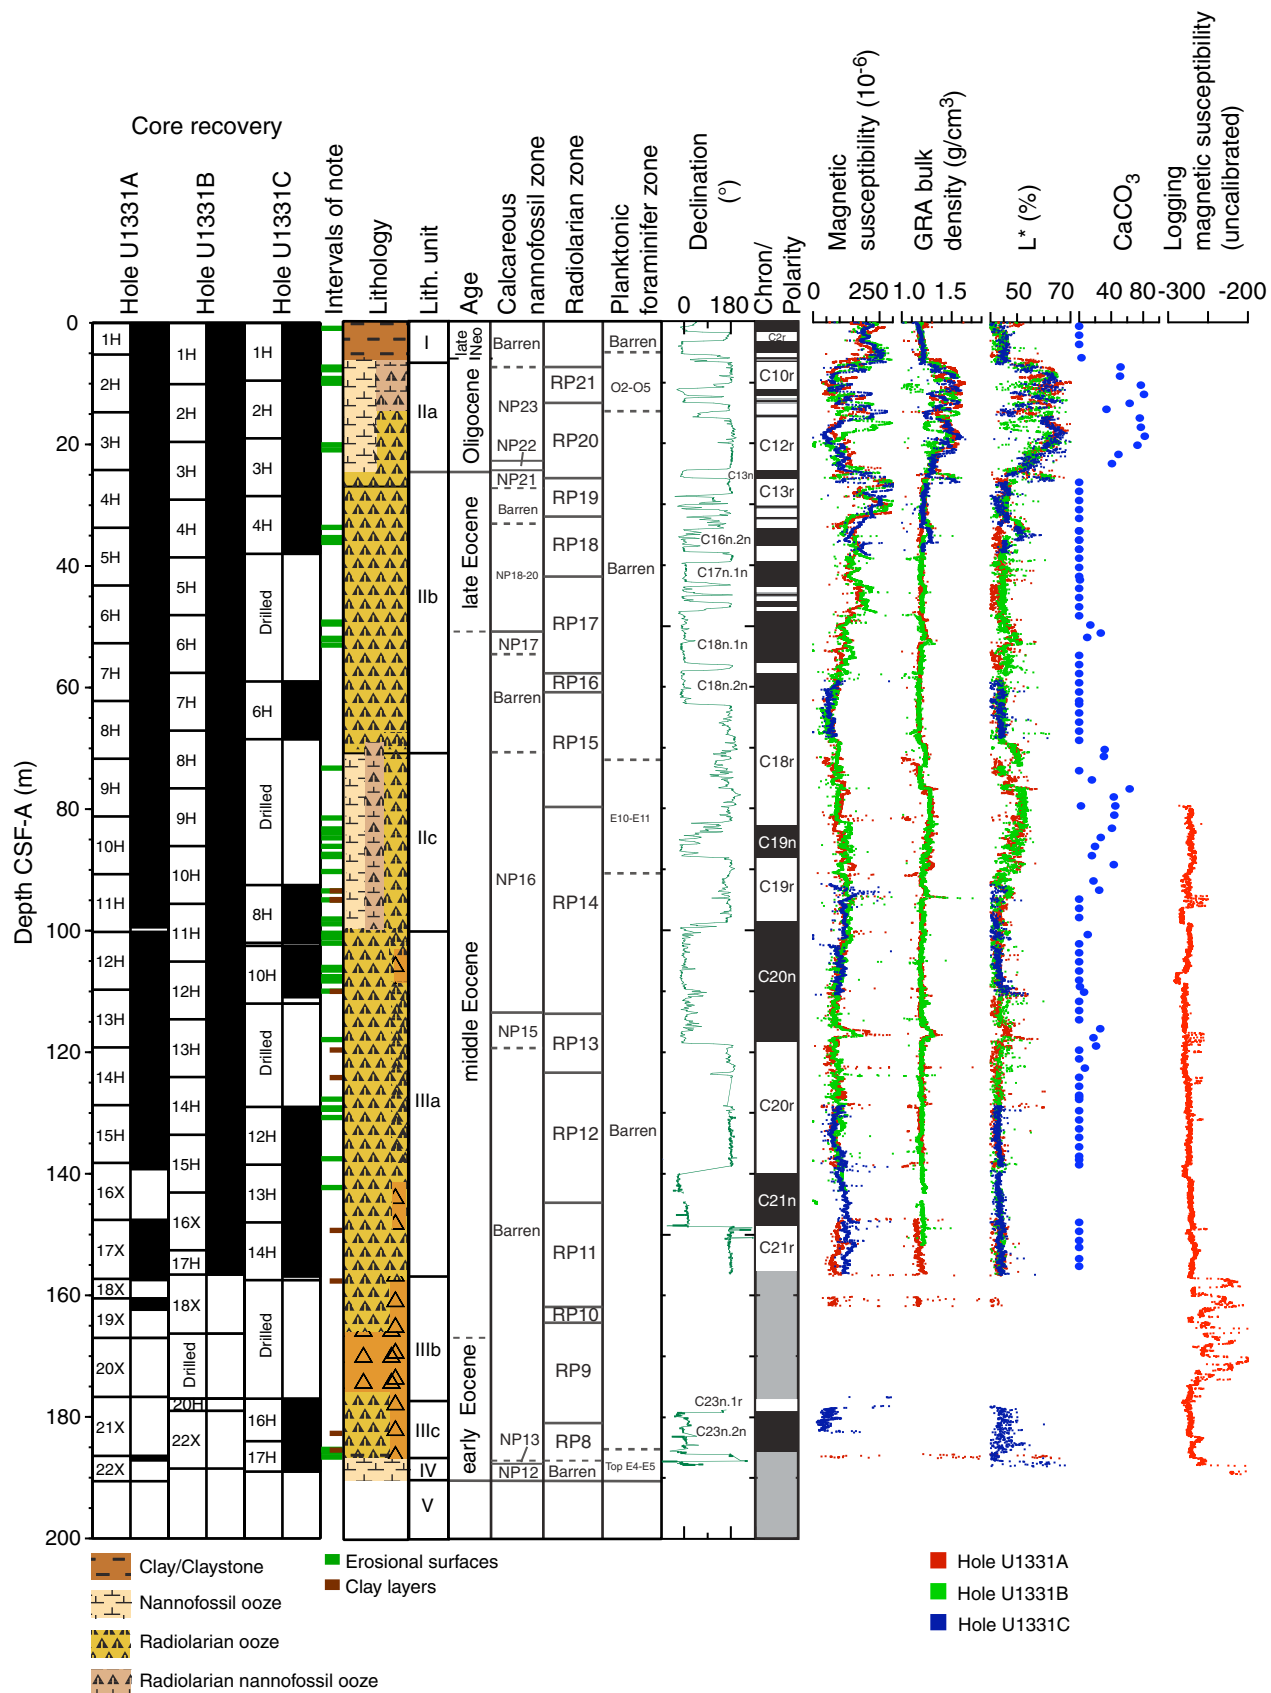 Core recovery
Hole U1331A
Hole U1331B
Hole U1331C
Intervals of note
Lithology
Lith. unit
Age
Calcareous
nannofossil zone
Radiolarian zone
Planktonic
foraminifer zone
Declination
(°)
Chron/
Polarity
Magnetic
susceptibility (10-6)
GRA bulk
density (g/cm3)
L* (%)
CaCO3
Logging
magnetic susceptibility
(uncalibrated)
0 180
0 250
1.0 1.5
50 70
40 80
-300 -200
Depth CSF-A (m)
0
20
40
60
80
100
120
140
160
180
200
1H
2H
3H
4H
5H
6H
7H
8H
9H
10H
11H
12H
13H
14H
15H
16X
17X
18X
19X
20X
21X
22X
1H
2H
3H
4H
5H
6H
7H
8H
9H
10H
11H
12H
13H
14H
15H
16X
17H
18X
Drilled
20H
22X
1H
2H
3H
4H
Drilled
6H
Drilled
8H
10H
Drilled
12H
13H
14H
Drilled
16H
17H
I
IIa
IIb
IIc
IIIa
IIIb
IIIc
IV
V
late
Neo
Oligocene
late Eocene
middle Eocene
early Eocene
Barren
NP23
NP22
NP21
Barren
NP18-20
NP17
Barren
NP16
NP15
Barren
NP13
NP12
RP21
RP20
RP19
RP18
RP17
RP16
RP15
RP14
RP13
RP12
RP11
RP10
RP9
RP8
Barren
Barren
O2-O5
Barren
E10-E11
Barren
Top E4-E5
C2r
C10r
C12r
C13n
C13r
C16n.2n
C17n.1n
C18n.1n
C18n.2n
C18r
C19n
C19r
C20n
C20r
C21n
C21r
C23n.1r
C23n.2n
Clay/Claystone
Nannofossil ooze
Radiolarian ooze
Radiolarian nannofossil ooze
Erosional surfaces
Clay layers
Hole U1331A
Hole U1331B
Hole U1331C